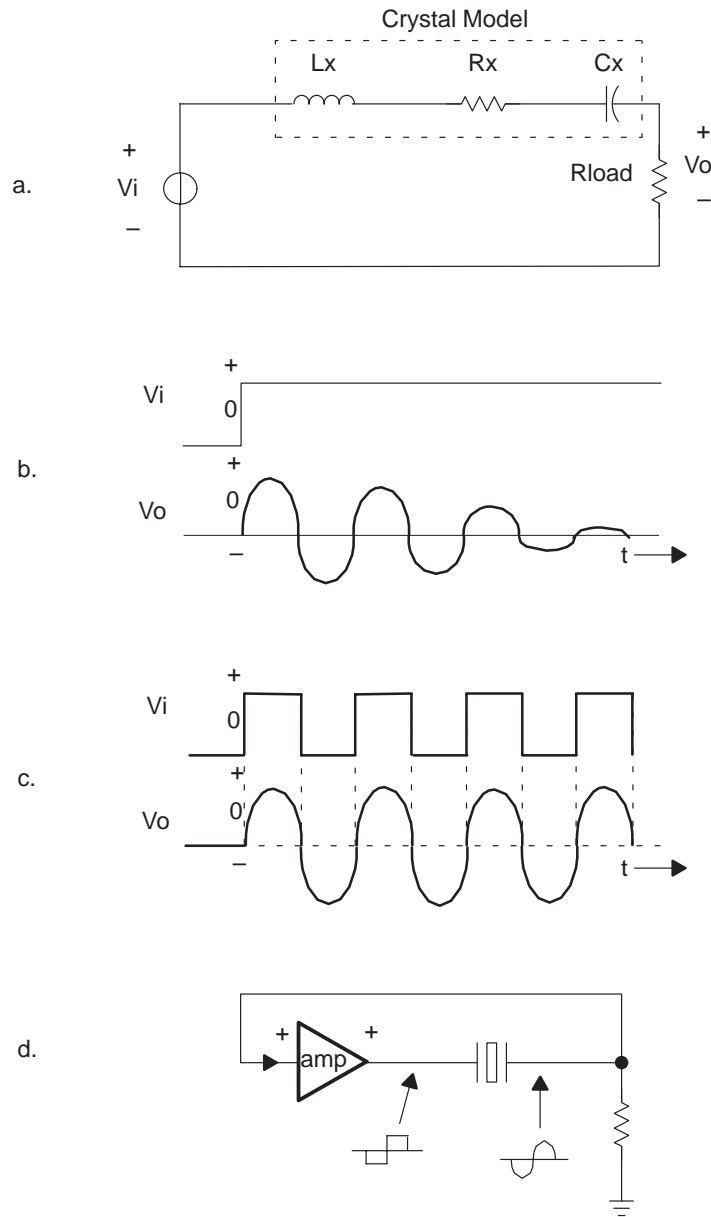 Crystal Model
Lx Rx Cx
+ +
a. Vi Rload Vo
– –
+
Vi 0
b. +
0
Vo
– t
+
Vi 0
c. +
0
Vo
– t
d. + +
amp